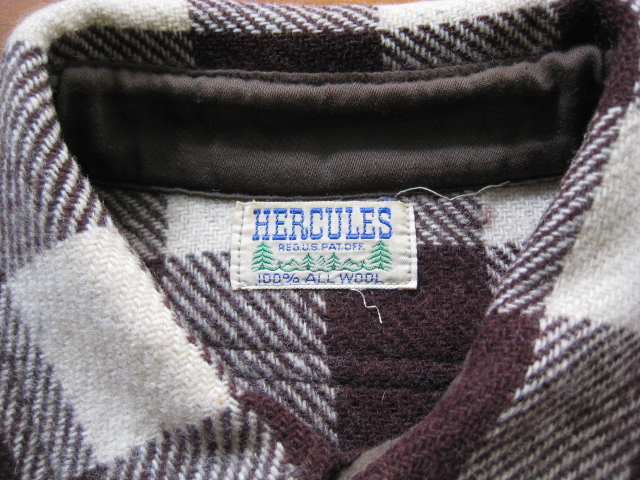 HERCULES
REG.U.S.PAT.OFF.
100% ALL WOOL